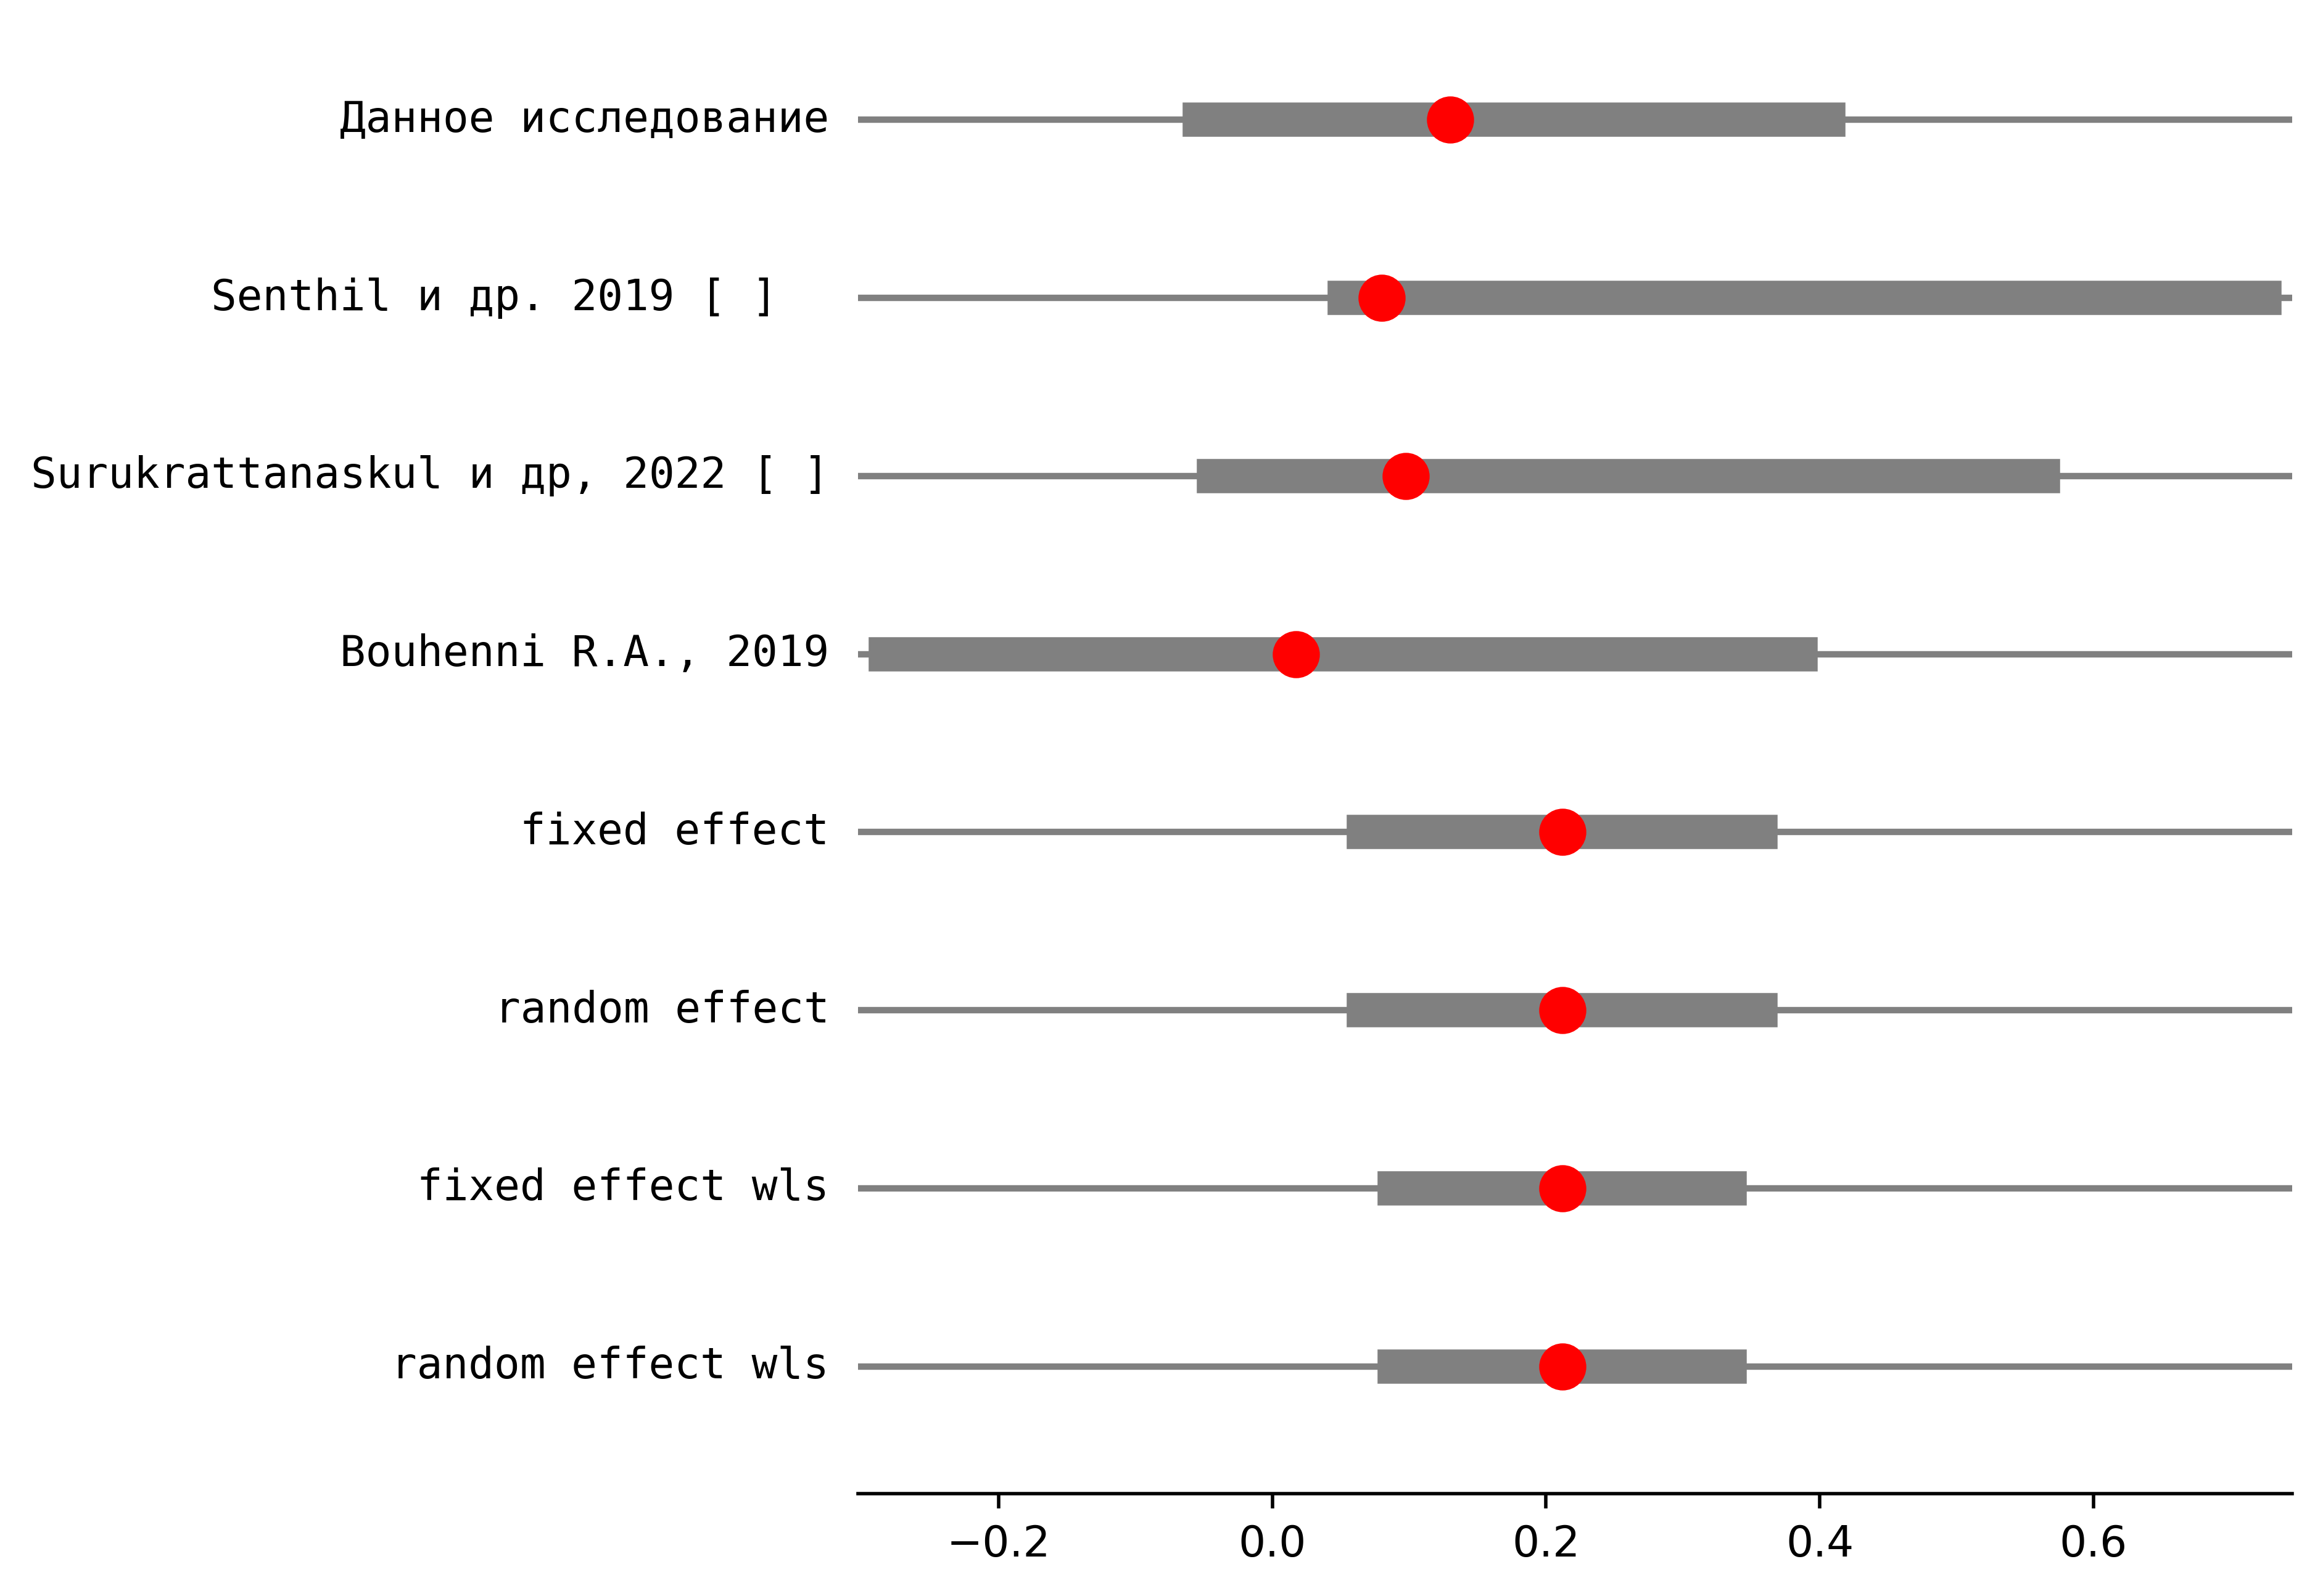 Данное исследование
Senthil и др. 2019 [ ]
Surukrattanaskul и др, 2022 [ ]
Bouhenni R.A., 2019
fixed effect
random effect
fixed effect wls
random effect wls
−0.2 0.0 0.2 0.4 0.6